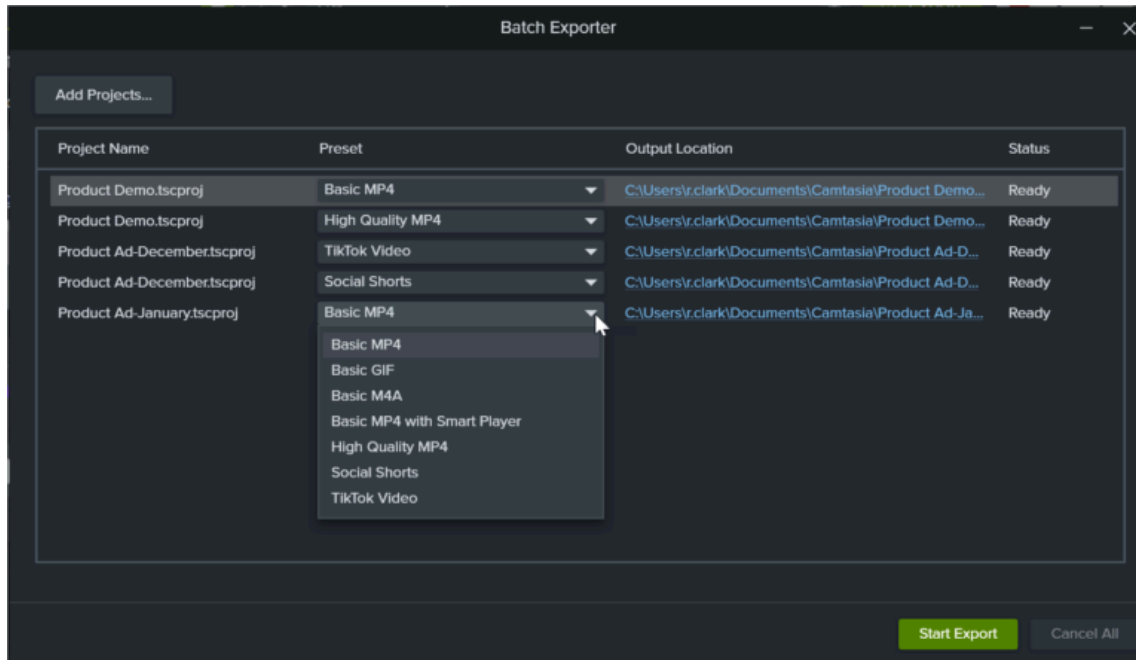 Batch Exporter
Add Projects...
Project Name Preset Output Location Status
Product Demo.tscproj Basic MP4 C:\Users\r.clark\Documents\Camtasia\Product Demo... Ready
Product Demo.tscproj High Quality MP4 C:\Users\r.clark\Documents\Camtasia\Product Demo... Ready
Product Ad-December.tscproj TikTok Video C:\Users\r.clark\Documents\Camtasia\Product Ad-D... Ready
Product Ad-December.tscproj Social Shorts C:\Users\r.clark\Documents\Camtasia\Product Ad-D... Ready
Product Ad-January.tscproj Basic MP4 C:\Users\r.clark\Documents\Camtasia\Product Ad-Ja... Ready
Basic MP4
Basic GIF
Basic M4A
Basic MP4 with Smart Player
High Quality MP4
Social Shorts
TikTok Video
Start Export Cancel All